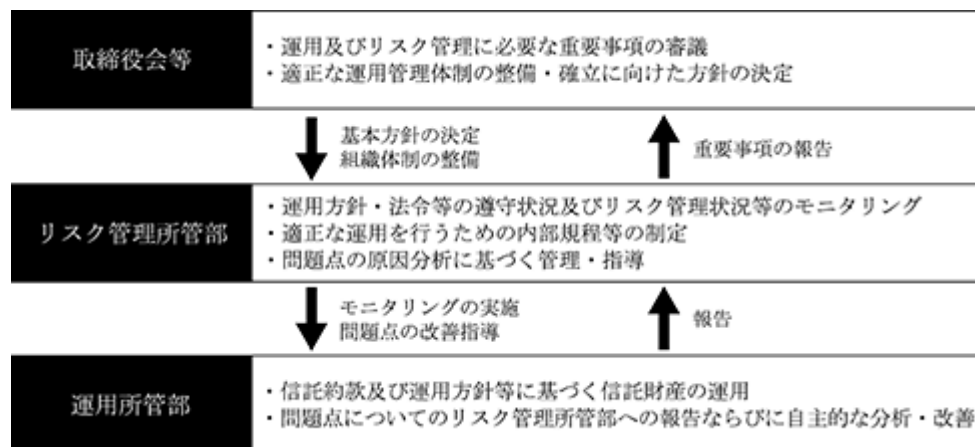 取締役会等
・運用及びリスク管理に必要な重要事項の審議
・適正な運用管理体制の整備・確立に向けた方針の決定
基本方針の決定
組織体制の整備
重要事項の報告
リスク管理所管部
・運用方針・法令等の遵守状況及びリスク管理状況等のモニタリング
・適正な運用を行うための内部規程等の制定
・問題点の原因分析に基づく管理・指導
モニタリングの実施
問題点の改善指導
報告
運用所管部
・信託約款及び運用方針等に基づく信託財産の運用
・問題点についてのリスク管理所管部への報告ならびに自主的な分析・改善